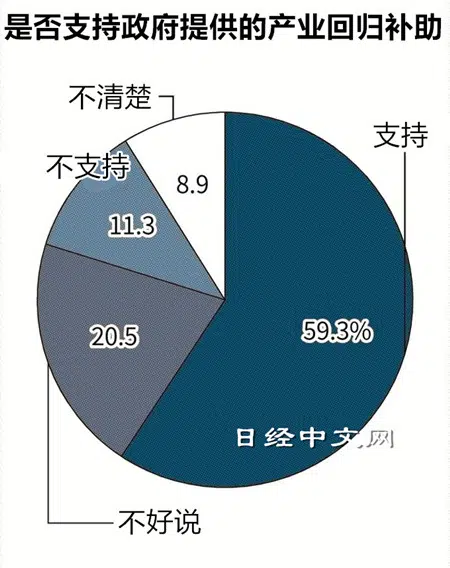 是否支持政府提供的产业回归补助
不清楚
支持
不支持
8.9
11.3
59.3%
20.5
日经中文网
不好说